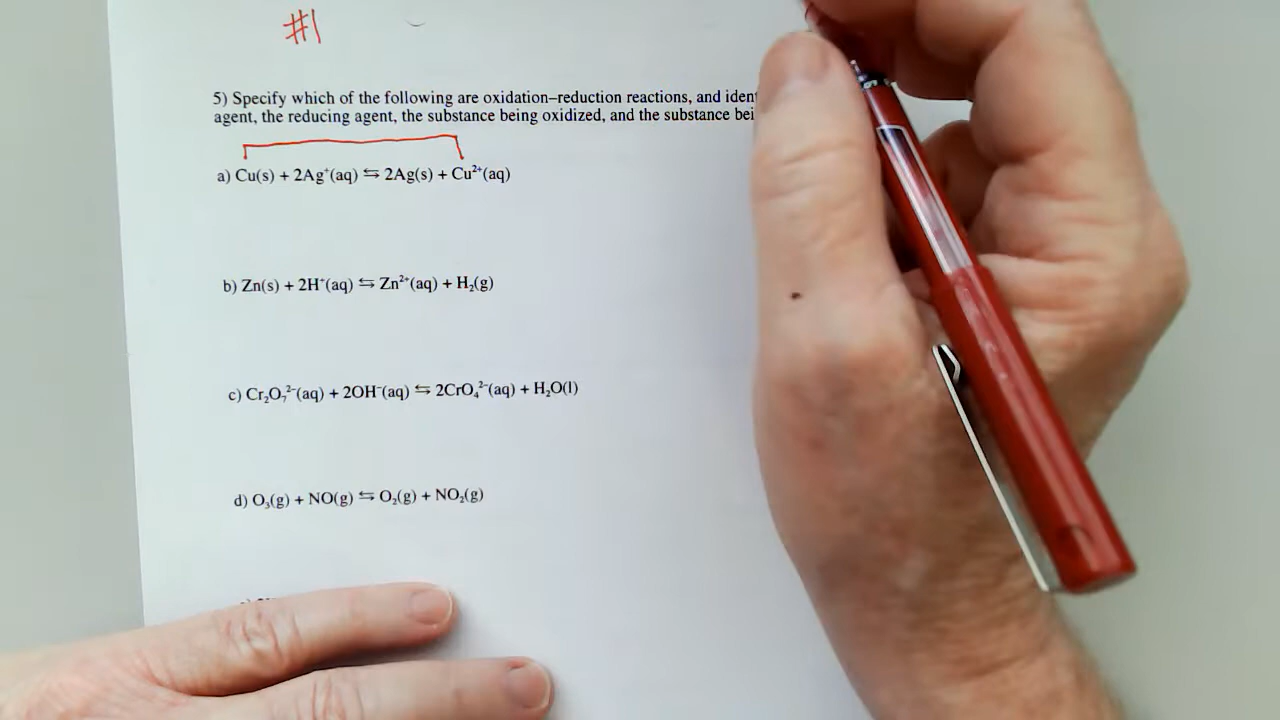 #1
5) Specify which of the following are oxidation–reduction reactions, and
agent, the reducing agent, the substance being oxidized, and the substance
a) Cu(s) + 2Ag⁺(aq) ⇆ 2Ag(s) + Cu²⁺(aq)
b) Zn(s) + 2H⁺(aq) ⇆ Zn²⁺(aq) + H₂(g)
c) Cr₂O₇²⁻(aq) + 2OH⁻(aq) ⇆ 2CrO₄²⁻(aq) + H₂O(l)
d) O₃(g) + NO(g) ⇆ O₂(g) + NO₂(g)